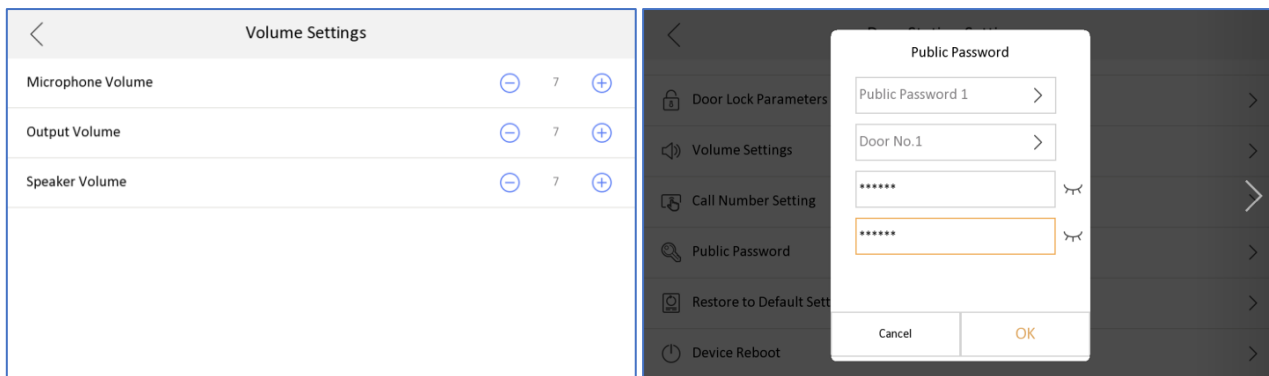 Volume Settings
Microphone Volume
7
Output Volume
7
Speaker Volume
7
Door Lock Parameters
Volume Settings
Call Number Setting
Public Password
Restore to Default Sett
Device Reboot
Public Password
Public Password 1
Door No.1
******
******
Cancel
OK